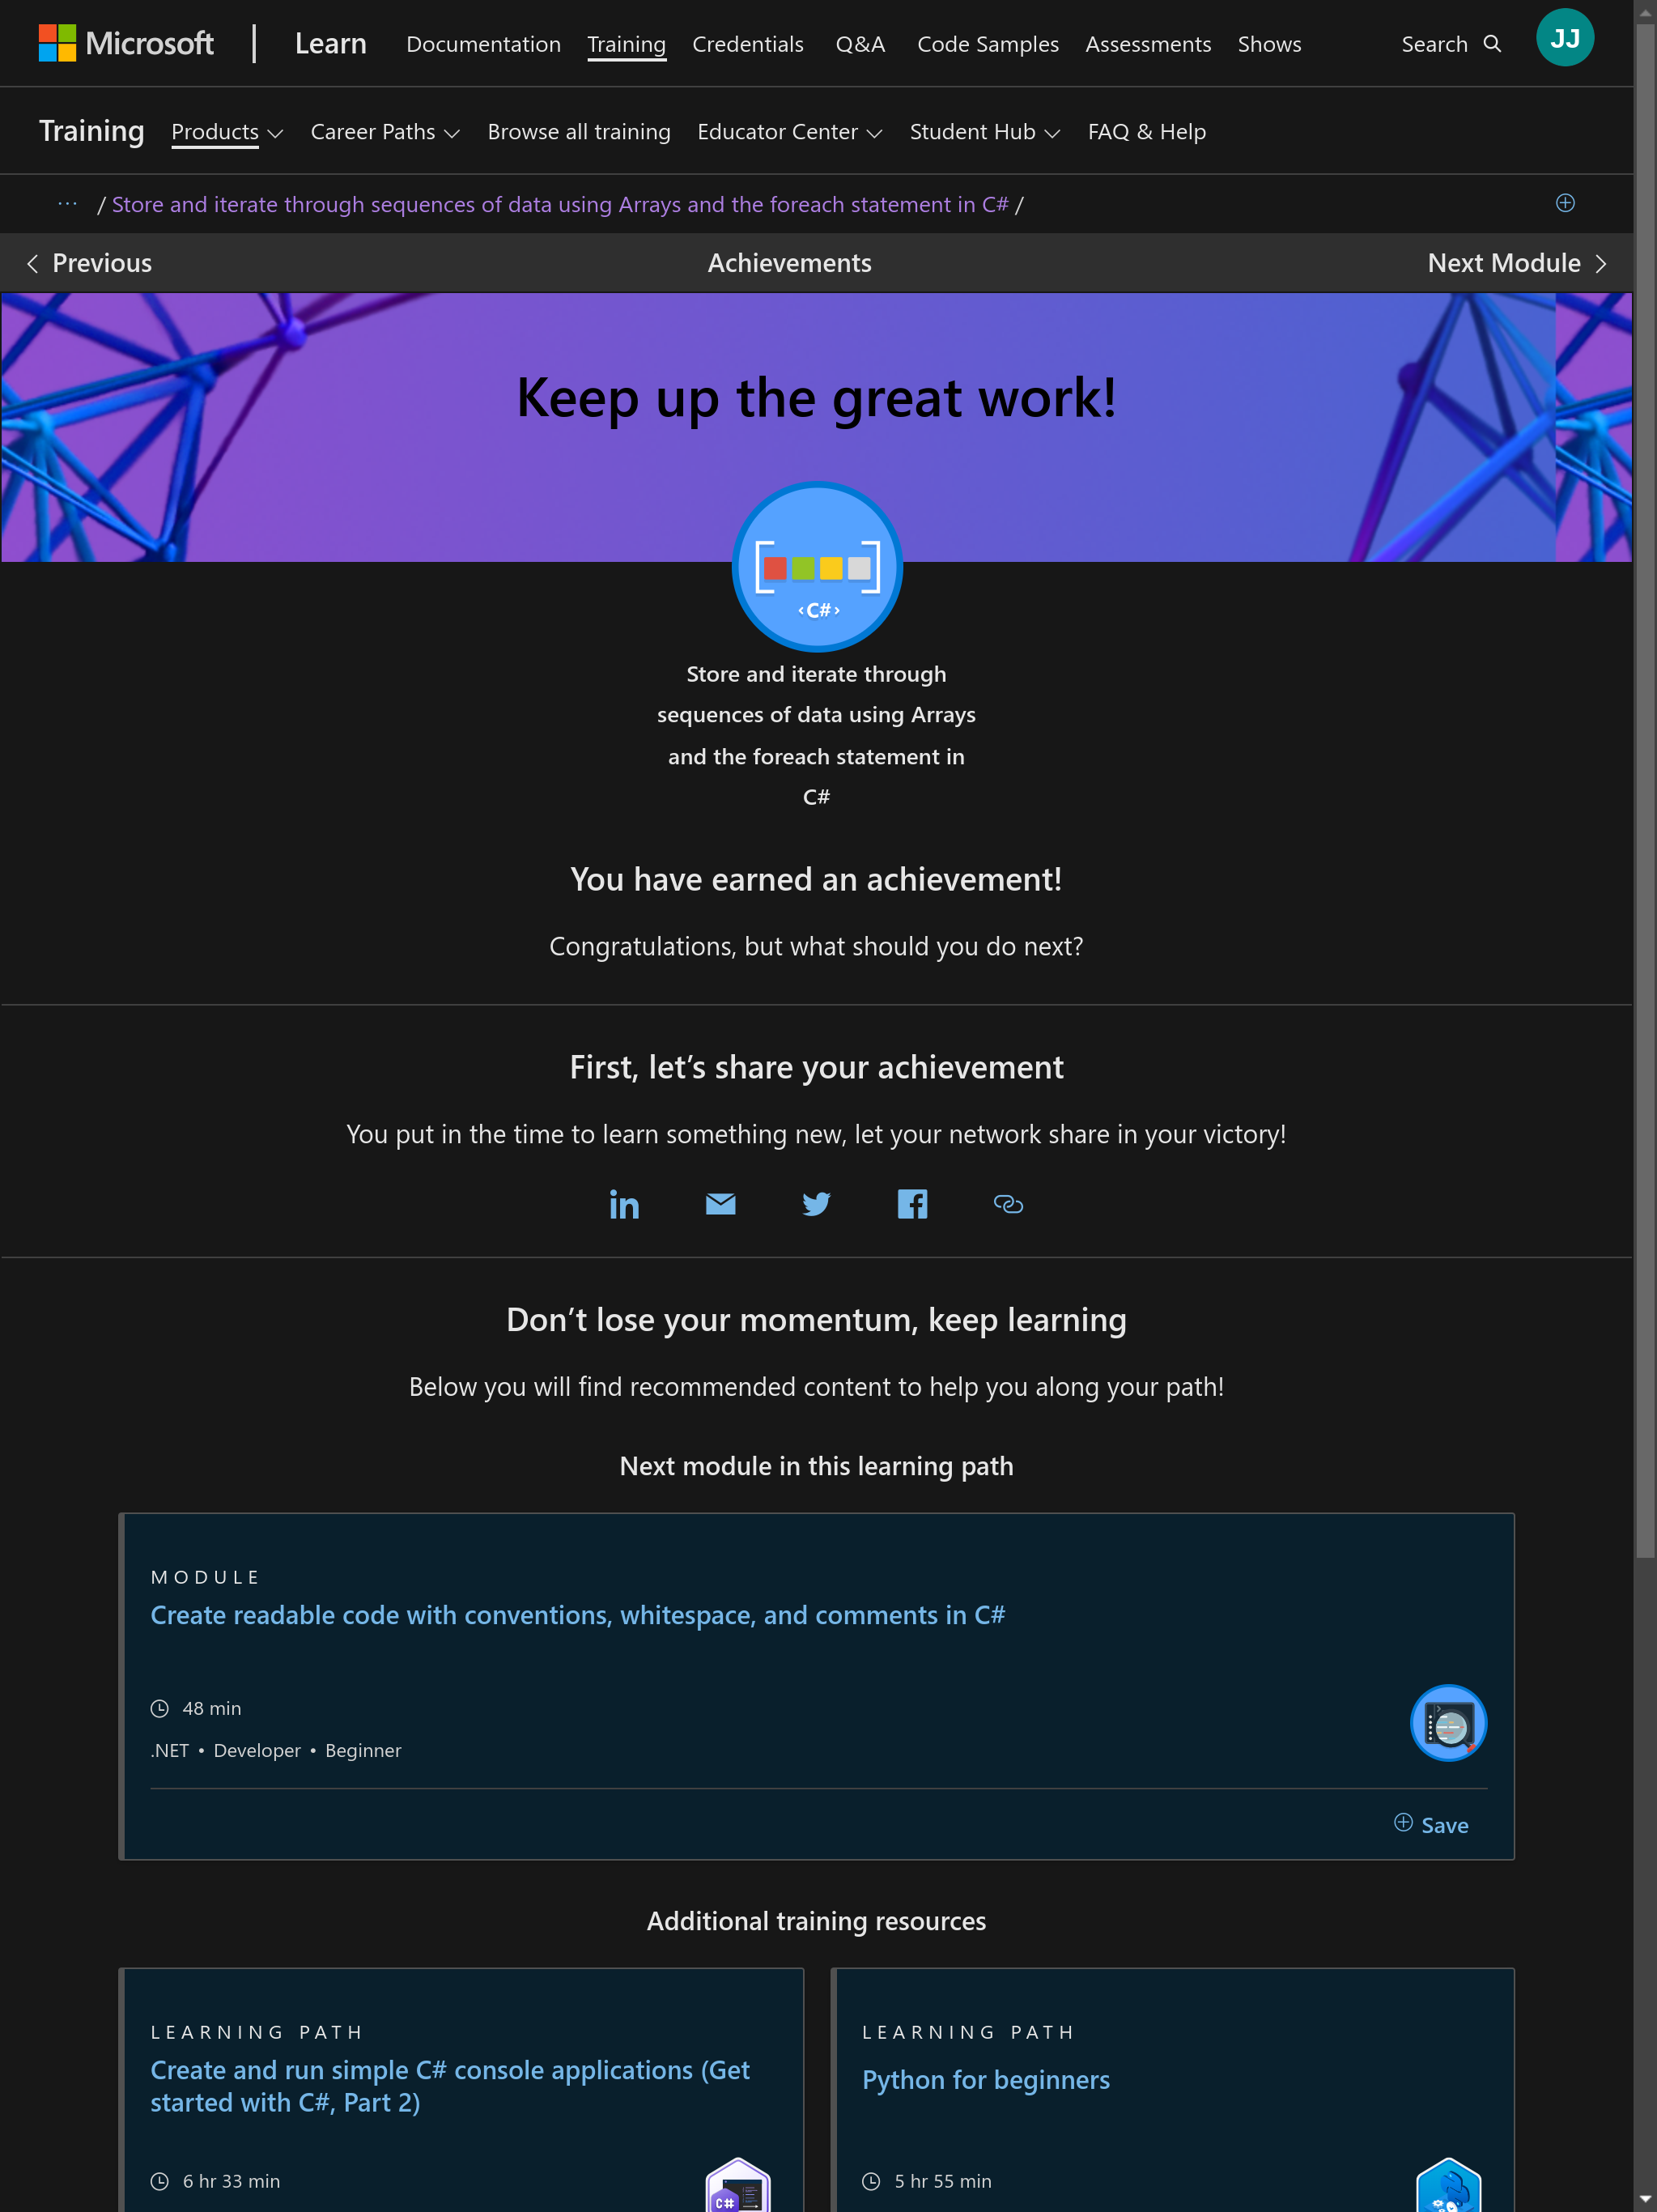 Microsoft Learn Documentation Training Credentials Q&A Code Samples Assessments Shows Search JJ
Training Products Career Paths Browse all training Educator Center Student Hub FAQ & Help
··· / Store and iterate through sequences of data using Arrays and the foreach statement in C# /
Previous Achievements Next Module
Keep up the great work!
‹C#›
Store and iterate through
sequences of data using Arrays
and the foreach statement in
C#
You have earned an achievement!
Congratulations, but what should you do next?
First, let’s share your achievement
You put in the time to learn something new, let your network share in your victory!
Don’t lose your momentum, keep learning
Below you will find recommended content to help you along your path!
Next module in this learning path
MODULE
Create readable code with conventions, whitespace, and comments in C#
48 min
.NET • Developer • Beginner
Save
Additional training resources
LEARNING PATH
Create and run simple C# console applications (Get
started with C#, Part 2)
6 hr 33 min
C#
LEARNING PATH
Python for beginners
5 hr 55 min